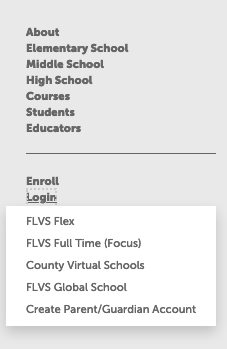 About
Elementary School
Middle School
High School
Courses
Students
Educators
Enroll
Login
FLVS Flex
FLVS Full Time (Focus)
County Virtual Schools
FLVS Global School
Create Parent/Guardian Account